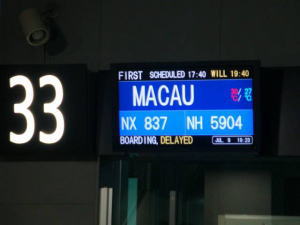 33
FIRST SCHEDULED 17:40 WILL 19:40
MACAU
NX 837 NH 5904
BOARDING, DELAYED